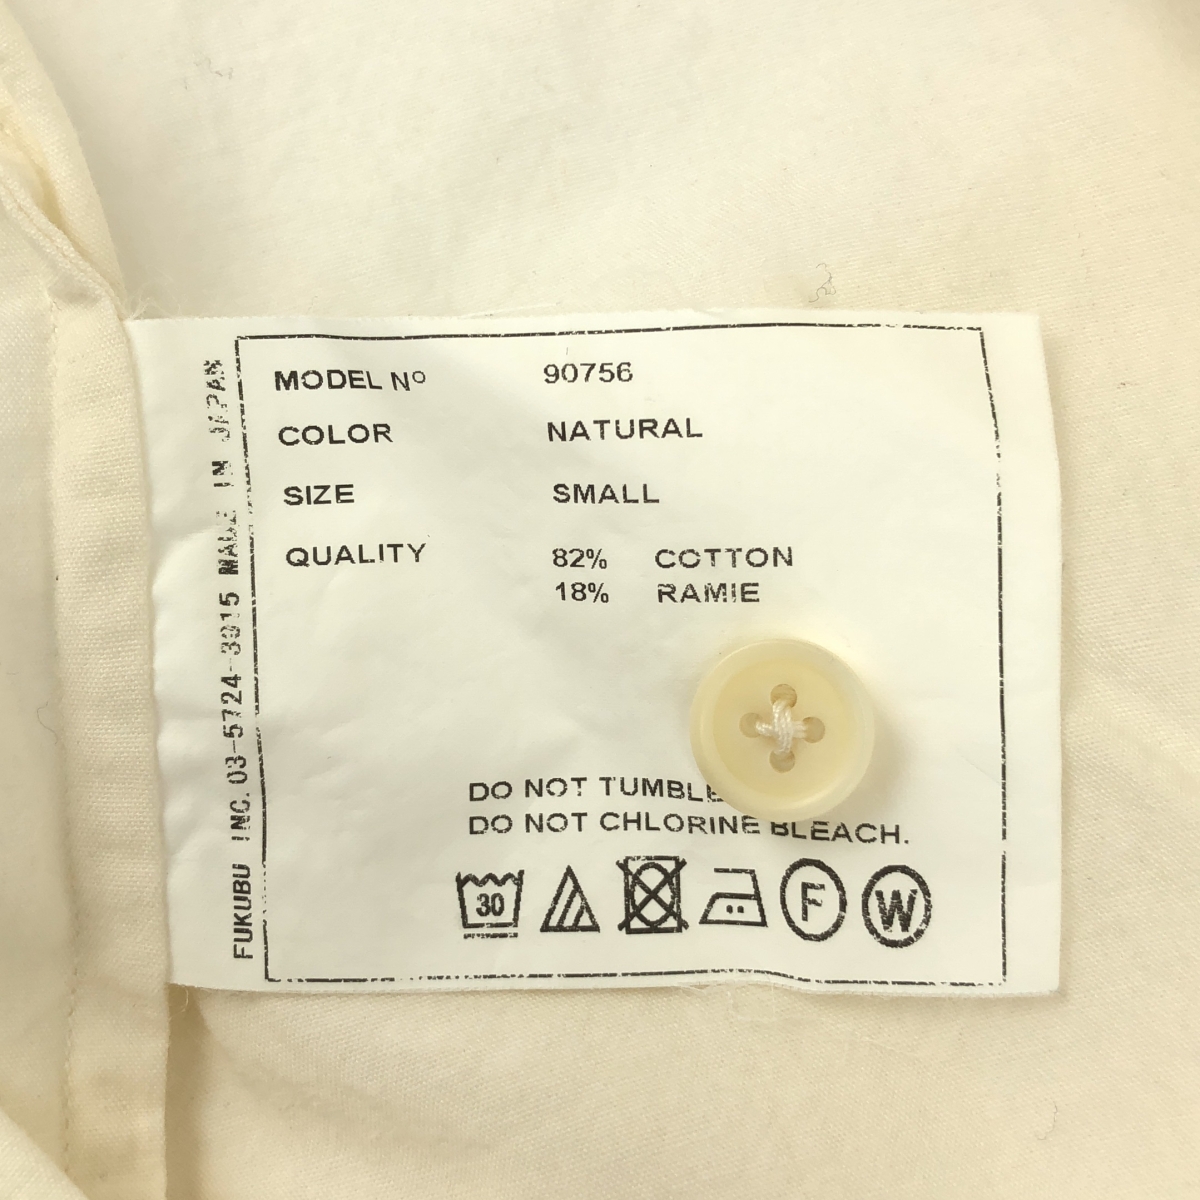 MODEL Nº 90756
COLOR NATURAL
SIZE SMALL
QUALITY 82% COTTON
18% RAMIE
DO NOT TUMBLE
DO NOT CHLORINE BLEACH.
30 F W
FUKUBU INC. 03-5724-3915 MADE IN JAPAN